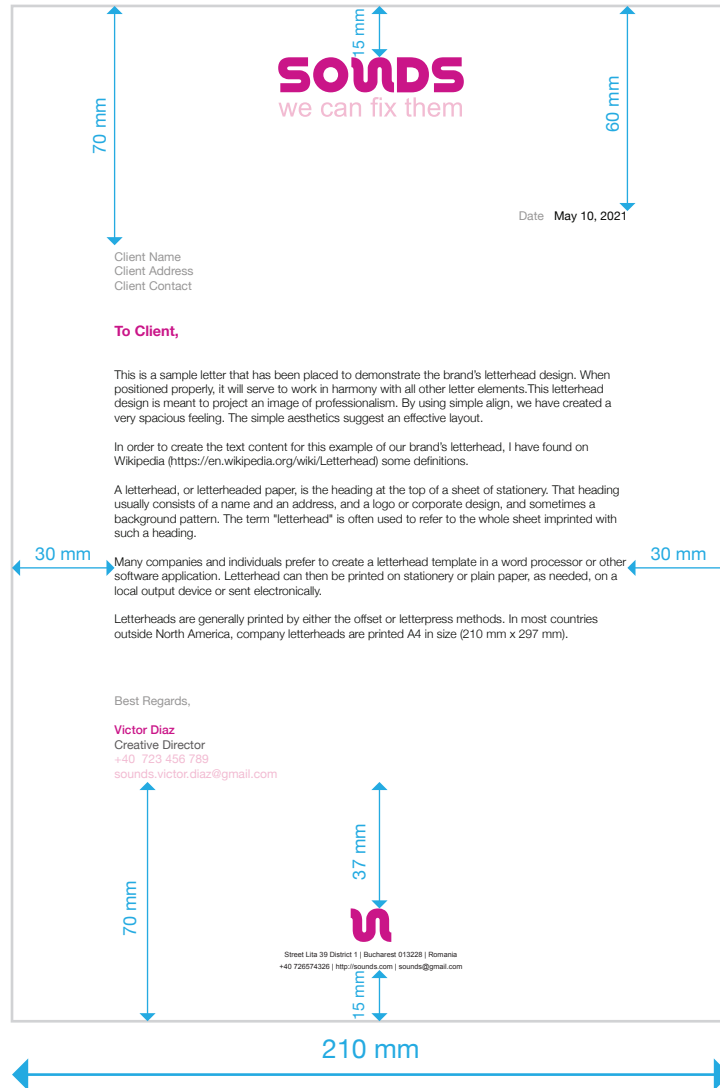 15 mm
SOUNDS
we can fix them
70 mm
60 mm
Date May 10, 2021
Client Name
Client Address
Client Contact
To Client,
This is a sample letter that has been placed to demonstrate the brand's letterhead design. When
positioned properly, it will serve to work in harmony with all other letter elements.This letterhead
design is meant to project an image of professionalism. By using simple align, we have created a
very spacious feeling. The simple aesthetics suggest an effective layout.
In order to create the text content for this example of our brand's letterhead, I have found on
Wikipedia (https://en.wikipedia.org/wiki/Letterhead) some definitions.
A letterhead, or letterheaded paper, is the heading at the top of a sheet of stationery. That heading
usually consists of a name and an address, and a logo or corporate design, and sometimes a
background pattern. The term "letterhead" is often used to refer to the whole sheet imprinted with
such a heading.
30 mm
30 mm
Many companies and individuals prefer to create a letterhead template in a word processor or other
software application. Letterhead can then be printed on stationery or plain paper, as needed, on a
local output device or sent electronically.
Letterheads are generally printed by either the offset or letterpress methods. In most countries
outside North America, company letterheads are printed A4 in size (210 mm x 297 mm).
Best Regards,
Victor Diaz
Creative Director
+40 723 456 789
sounds.victor.diaz@gmail.com
37 mm
70 mm
Street Lita 39 District 1 | Bucharest 013228 | Romania
+40 726574326 | http://sounds.com | sounds@gmail.com
15 mm
210 mm